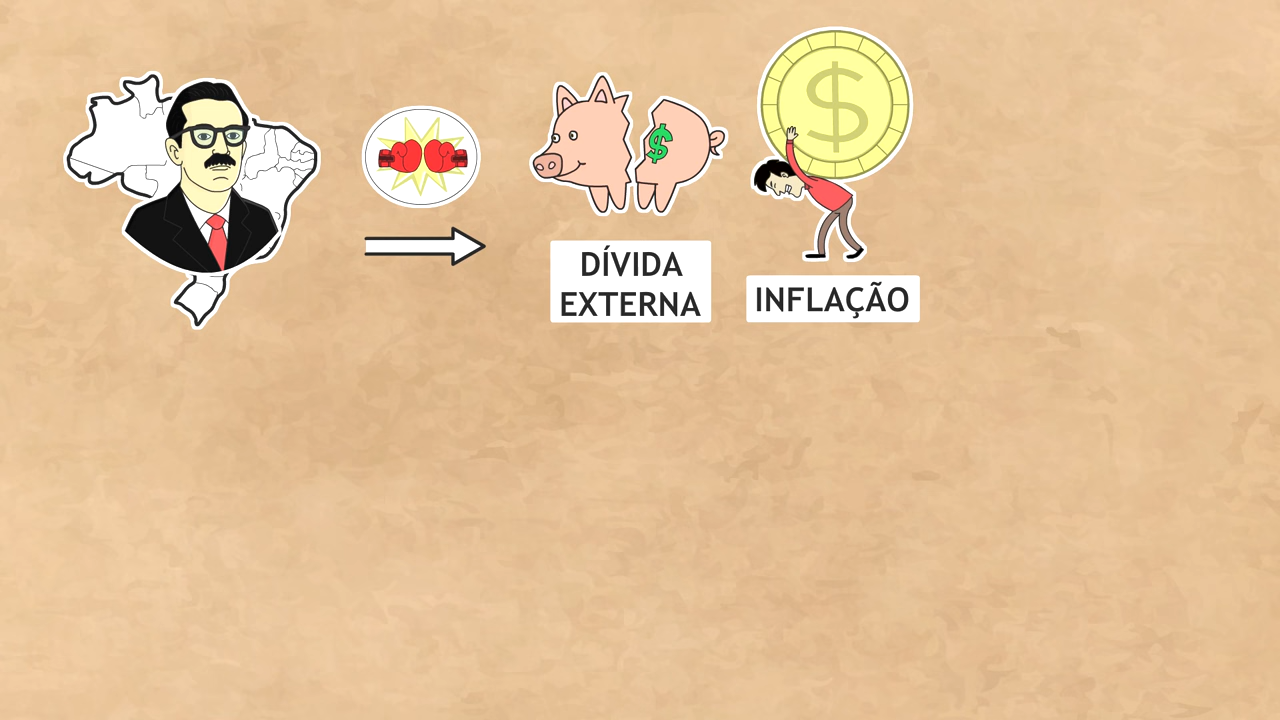 $
$
DÍVIDA
EXTERNA
INFLAÇÃO